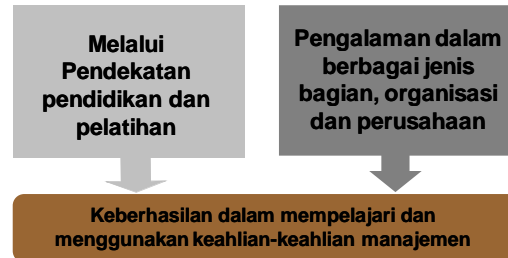 Melalui
Pendekatan
pendidikan dan
pelatihan
Pengalaman dalam
berbagai jenis
bagian, organisasi
dan perusahaan
Keberhasilan dalam mempelajari dan
menggunakan keahlian-keahlian manajemen